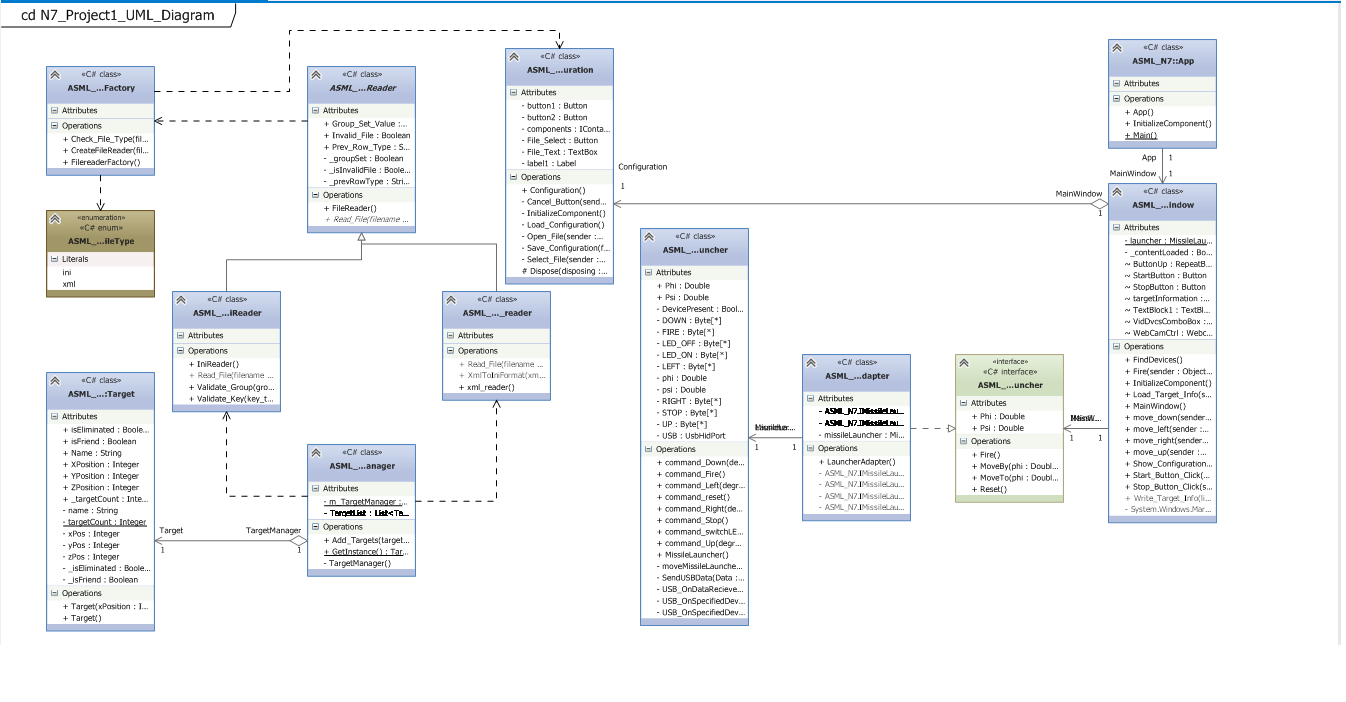 cd N7_Project1_UML_Diagram
«C# class»
ASML_...Factory
Attributes
Operations
+ Check_File_Type(fil...
+ CreateFileReader(fil...
+ FilereaderFactory()
«enumeration»
«C# enum»
ASML_...ileType
Literals
ini
xml
«C# class»
ASML_...Reader
Attributes
+ Group_Set_Value :...
+ Invalid_File : Boolean
+ Prev_Row_Type : S...
- _groupSet : Boolean
- _isInvalidFile : Boole...
- _prevRowType : Stri...
Operations
+ FileReader()
+ Read_File(filename ...
«C# class»
ASML_...uration
Attributes
- button1 : Button
- button2 : Button
- components : IConta...
- File_Select : Button
- File_Text : TextBox
- label1 : Label
Operations
+ Configuration()
- Cancel_Button(send...
- InitializeComponent()
- Load_Configuration()
- Open_File(sender :...
- Save_Configuration(f...
- Select_File(sender :...
# Dispose(disposing :...
Configuration
1
MainWindow
1
«C# class»
ASML_N7::App
Attributes
Operations
+ App()
+ InitializeComponent()
+ Main()
App 1
MainWindow 1
«C# class»
ASML_...indow
Attributes
- launcher : MissileLau...
- _contentLoaded : Bo...
~ ButtonUp : RepeatB...
~ StartButton : Button
~ StopButton : Button
~ targetInformation :...
~ TextBlock1 : TextBl...
~ VidDvcsComboBox :...
~ WebCamCtrl : Webc...
Operations
+ FindDevices()
+ Fire(sender : Object...
+ InitializeComponent()
+ Load_Target_Info(s...
+ MainWindow()
+ move_down(sender...
+ move_left(sender :...
+ move_right(sender...
+ move_up(sender :...
+ Show_Configuration...
+ Start_Button_Click(...
+ Stop_Button_Click(s...
+ Write_Target_Info(li...
- System.Windows.Mar...
«C# class»
ASML_...iReader
Attributes
Operations
+ IniReader()
+ Read_File(filename ...
+ Validate_Group(gro...
+ Validate_Key(key_t...
«C# class»
ASML_..._reader
Attributes
Operations
+ Read_File(filename ...
+ XmlToIniFormat(xm...
+ xml_reader()
«C# class»
ASML_...uncher
Attributes
+ Phi : Double
+ Psi : Double
- DevicePresent : Bool...
- DOWN : Byte[*]
- FIRE : Byte[*]
- LED_OFF : Byte[*]
- LED_ON : Byte[*]
- LEFT : Byte[*]
- phi : Double
- psi : Double
- RIGHT : Byte[*]
- STOP : Byte[*]
- UP : Byte[*]
- USB : UsbHidPort
Operations
+ command_Down(de...
+ command_Fire()
+ command_Left(degr...
+ command_reset()
+ command_Right(de...
+ command_Stop()
+ command_switchLE...
+ command_Up(degr...
+ MissileLauncher()
- moveMissileLaunche...
- SendUSBData(Data :...
- USB_OnDataRecieve...
- USB_OnSpecifiedDev...
- USB_OnSpecifiedDev...
1 1
«C# class»
ASML_...dapter
Attributes
- ASML_N7.IMissileLau...
- ASML_N7.IMissileLau...
- missileLauncher : Mi...
Operations
+ LauncherAdapter()
- ASML_N7.IMissileLau...
- ASML_N7.IMissileLau...
- ASML_N7.IMissileLau...
- ASML_N7.IMissileLau...
«interface»
«C# interface»
ASML_...uncher
Attributes
+ Phi : Double
+ Psi : Double
Operations
+ Fire()
+ MoveBy(phi : Doubl...
+ MoveTo(phi : Doubl...
+ Reset()
1 1
«C# class»
ASML_...:Target
Attributes
+ isEliminated : Boole...
+ isFriend : Boolean
+ Name : String
+ XPosition : Integer
+ YPosition : Integer
+ ZPosition : Integer
+ _targetCount : Inte...
- name : String
- targetCount : Integer
- xPos : Integer
- yPos : Integer
- zPos : Integer
- _isEliminated : Boole...
- _isFriend : Boolean
Operations
+ Target(xPosition : I...
+ Target()
Target
1
TargetManager
1
«C# class»
ASML_...anager
Attributes
- m_TargetManager :...
- TargetList : List<Ta...
Operations
+ Add_Targets(target...
+ GetInstance() : Tar...
- TargetManager()